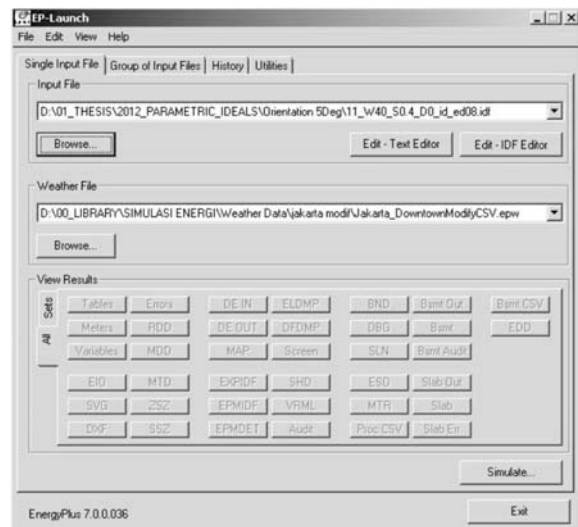 EP-Launch
File Edit View Help
Single Input File Group of Input Files History Utilities
Input File
D:\01_THESIS\2012_PARAMETRIC_IDEALS\Orientation 5Deg\11_W40_S0.4_D0_id_ed08.idf
Browse... Edit - Text Editor Edit - IDF Editor
Weather File
D:\00_LIBRARY\SIMULASI ENERGI\Weather Data\jakarta modif\Jakarta_DowntownModifyCSV.epw
Browse...
View Results
Sets
All
Tables Errors DE IN ELDMP BND Bsmt Out Bsmt CSV
Meters RDD DE OUT DFDMP DBG Bsmt EDD
Variables MDD MAP Screen SLN Bsmt Audit
EIO MTD EXPIDF SHD ESO Slab Out
SVG ZSZ EPMIDF VRML MTR Slab
DXF SSZ EPMDET Audit Proc CSV Slab Err
Simulate...
EnergyPlus 7.0.0.036 Exit